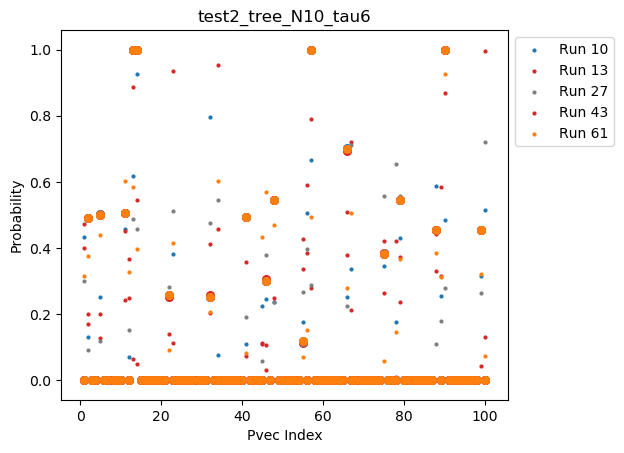 test2_tree_N10_tau6
1.0
0.8
0.6
0.4
0.2
0.0
Probability
0 20 40 60 80 100
Pvec Index
Run 10
Run 13
Run 27
Run 43
Run 61